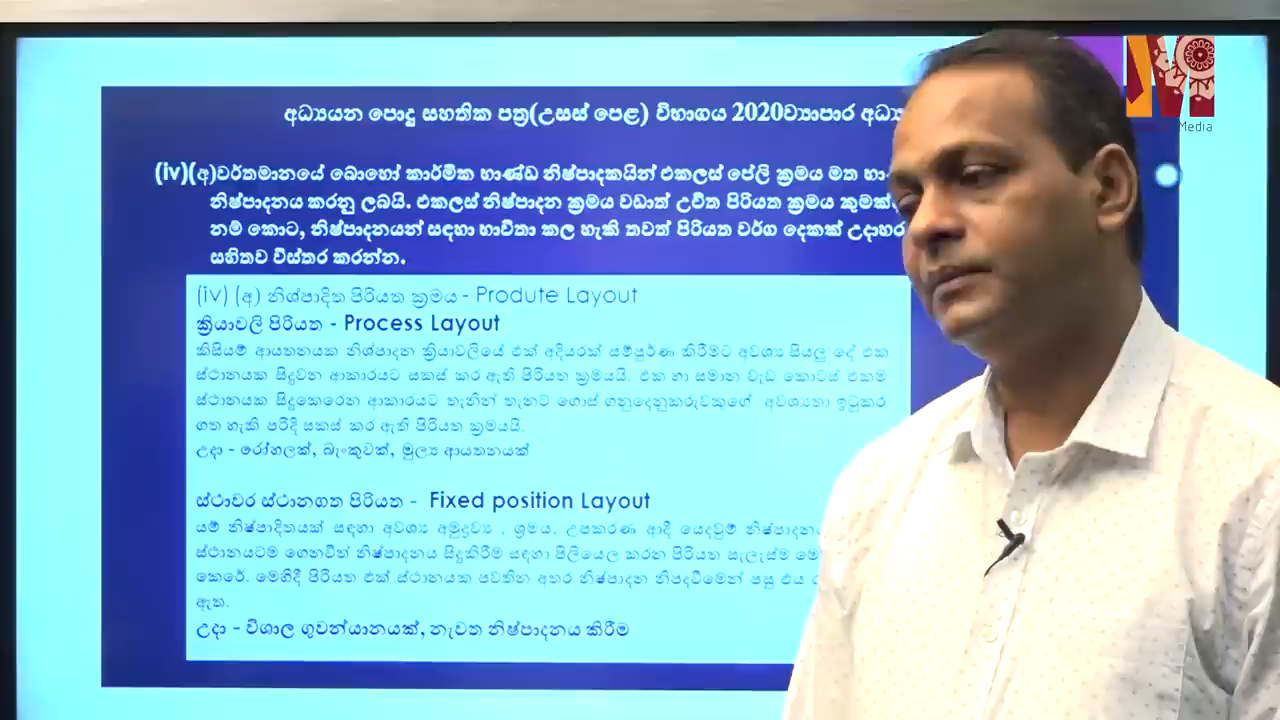 අධ්‍යයන පොදු සහතික පත්‍ර(උසස් පෙළ) විභාගය 2020ව්‍යාපාර
(iv)(අ)වර්තමානයේ බොහෝ කාර්මික භාණ්ඩ නිෂ්පාදකයින් එකලස් පේලි ක්‍රමය මත
නිෂ්පාදනය කරනු ලබයි. එකලස් නිෂ්පාදන ක්‍රමය වඩාත් උචිත පිරියත ක්‍රමය
නම් කොට, නිෂ්පාදනයන් සඳහා භාවිතා කල හැකි තවත් පිරියත වර්ග දෙකක්
සහිතව විස්තර කරන්න.
(iv) (අ) නිශ්පාදිත පිරියත ක්‍රමය - Produte Layout
ක්‍රියාවලි පිරියත - Process Layout
කිසියම් ආයතනයක නිශ්පාදන ක්‍රියාවලියේ එක් අදියරක් සම්පුර්ණ කිරීමට අවශ්‍ය සියලු දේ එක
ස්ථානයක සිදුවන ආකාරයට සකස් කර ඇති පිරියත ක්‍රමයයි. එක හා සමාන වැඩ කොටස් එකම
ස්ථානයක සිදුකෙරෙන ආකාරයට තැනින් තැනට ගොස් ගනුදෙනුකරුවකුගේ අවශ්‍යතා ඉටුකර
ගත හැකි පරිදි සකස් කර ඇති පිරියත ක්‍රමයයි.
උදා - රෝහලක්, බැංකුවක්, මුල්‍ය ආයතනයක්
ස්ථාවර ස්ථානගත පිරියත - Fixed position Layout
යම් නිෂ්පාදිතයක් සඳහා අවශ්‍ය අමුද්‍රව්‍ය , ශ්‍රමය, උපකරණ ආදී යෙදවුම්
ස්ථානයටම ගෙනවිත් නිෂ්පාදනය සිදුකිරීම සඳහා පිලියෙල කරන පිරියත සැලැස්ම
කෙරේ. මෙහිදී පිරියත එක් ස්ථානයක පවතින අතර නිෂ්පාදන නිපදවීමෙන් පසු එය
ඇත.
උදා - විශාල ගුවන්යානයක්, නැවත නිෂ්පාදනය කිරීම
Media